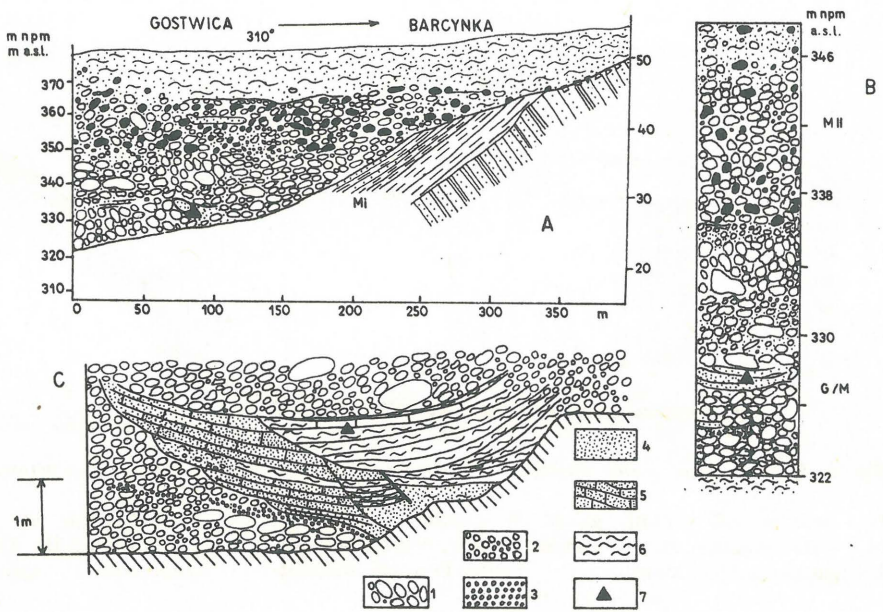 GOSTWICA → BARCYNKA
310°
m npm
m a.s.l.
370
360
350
340
330
320
310
50
40
30
20
Mi
A
0 50 100 150 200 250 300 350 m
m npm
a.s.l.
346
B
M II
338
330
G/M
322
C
1m
4
5
2
6
1
3
7